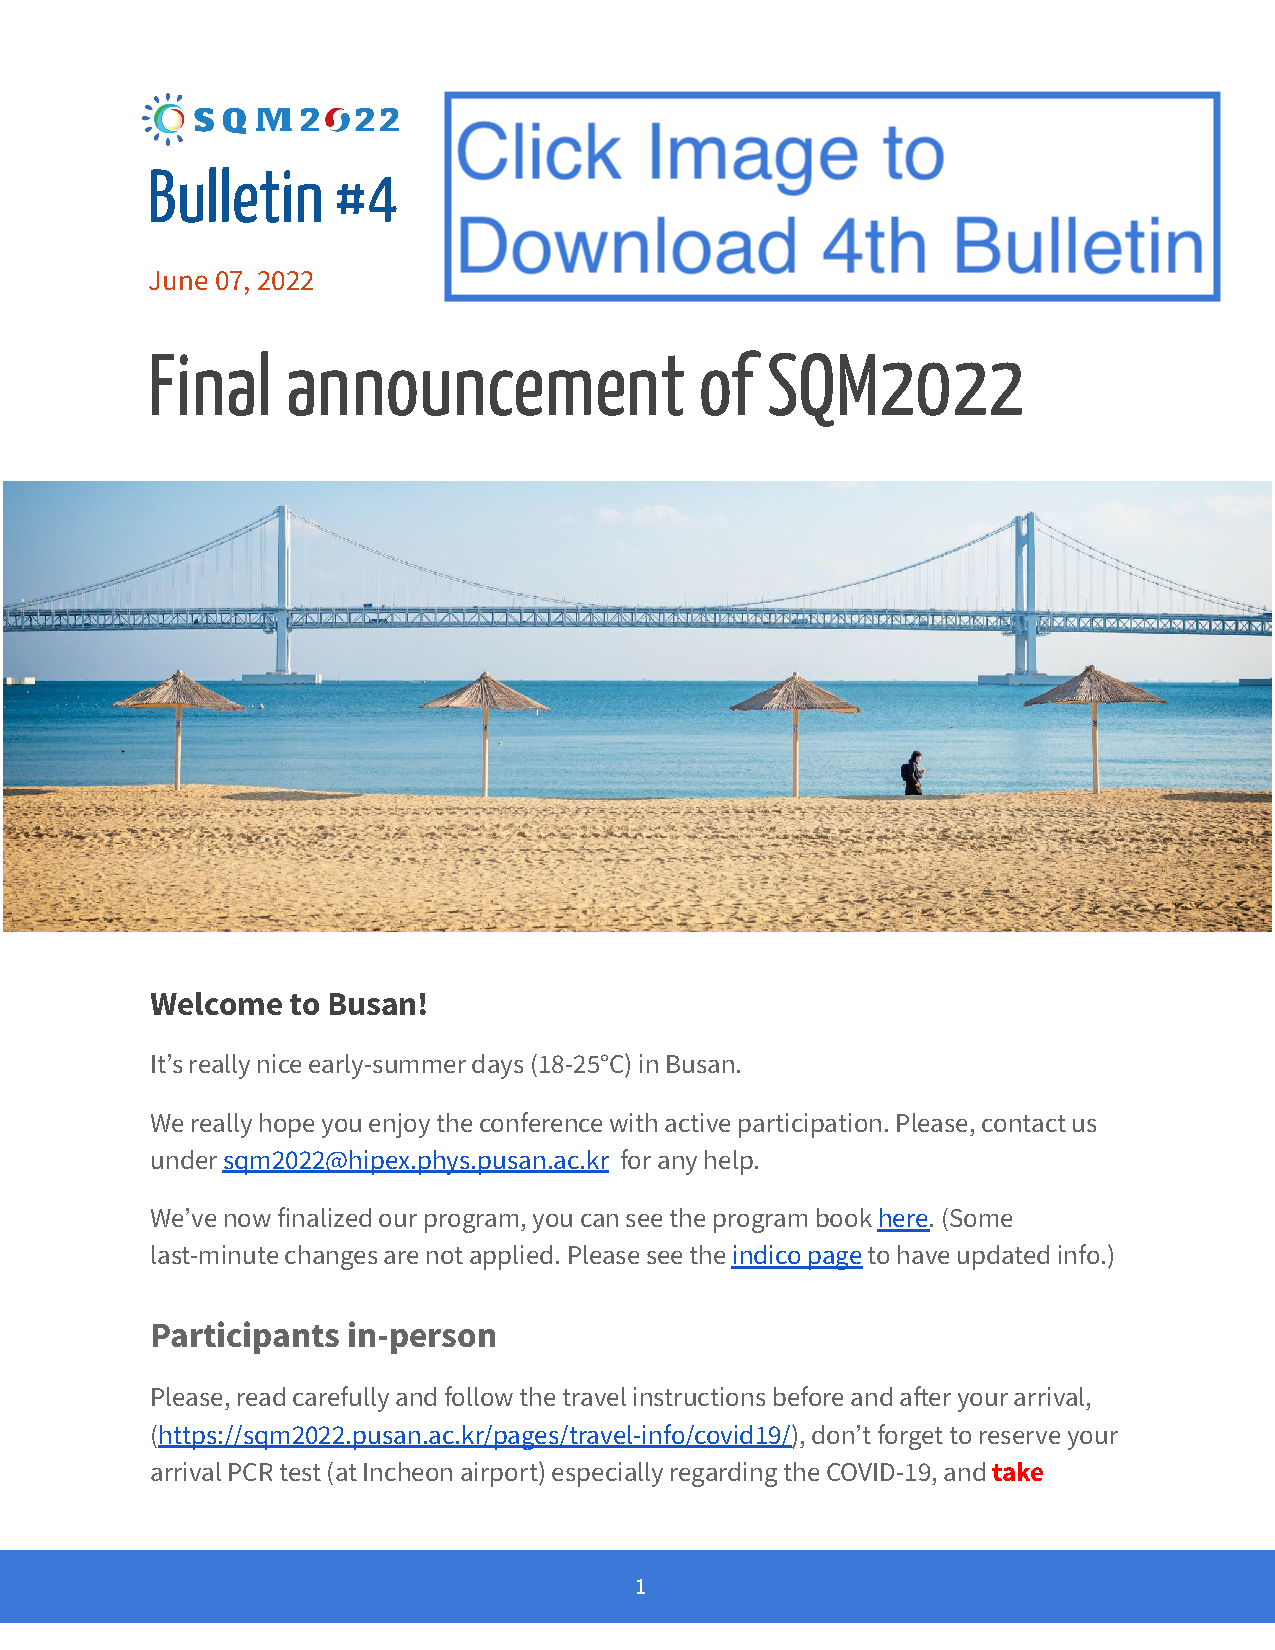 SQM2022
Bulletin #4
June 07, 2022
Click Image to
Download 4th Bulletin
Final announcement of SQM2022
Welcome to Busan!
It’s really nice early-summer days (18-25°C) in Busan.
We really hope you enjoy the conference with active participation. Please, contact us
under sqm2022@hipex.phys.pusan.ac.kr for any help.
We’ve now finalized our program, you can see the program book here. (Some
last-minute changes are not applied. Please see the indico page to have updated info.)
Participants in-person
Please, read carefully and follow the travel instructions before and after your arrival,
(https://sqm2022.pusan.ac.kr/pages/travel-info/covid19/), don’t forget to reserve your
arrival PCR test (at Incheon airport) especially regarding the COVID-19, and take
1